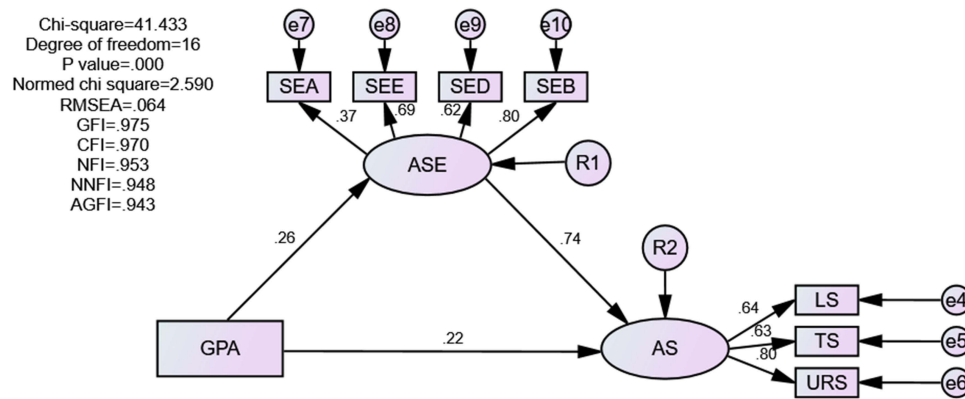 Chi-square=41.433
Degree of freedom=16
P value=.000
Normed chi square=2.590
RMSEA=.064
GFI=.975
CFI=.970
NFI=.953
NNFI=.948
AGFI=.943
e7 e8 e9 e10
SEA SEE SED SEB
.37 .69 .62 .80
ASE R1
.26 .74
R2
GPA .22 AS
.64 LS e4
.63 TS e5
.80 URS e6